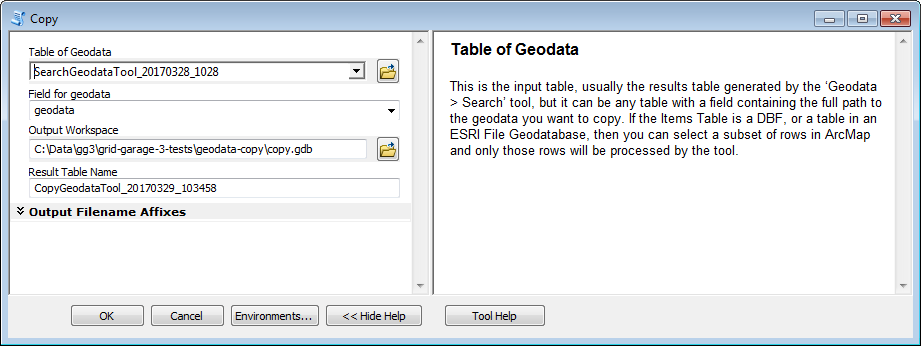 Copy
Table of Geodata
SearchGeodataTool_20170328_1028
Field for geodata
geodata
Output Workspace
C:\Data\gg3\grid-garage-3-tests\geodata-copy\copy.gdb
Result Table Name
CopyGeodataTool_20170329_103458
Output Filename Affixes
Table of Geodata
This is the input table, usually the results table generated by the 'Geodata
> Search' tool, but it can be any table with a field containing the full path to
the geodata you want to copy. If the Items Table is a DBF, or a table in an
ESRI File Geodatabase, then you can select a subset of rows in ArcMap
and only those rows will be processed by the tool.
OK
Cancel
Environments...
<< Hide Help
Tool Help